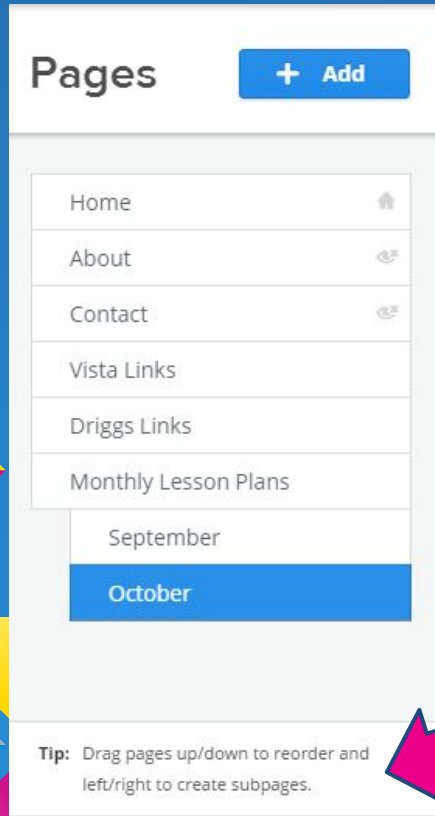 Pages
+ Add
Home
About
Contact
Vista Links
Driggs Links
Monthly Lesson Plans
September
October
Tip: Drag pages up/down to reorder and
left/right to create subpages.